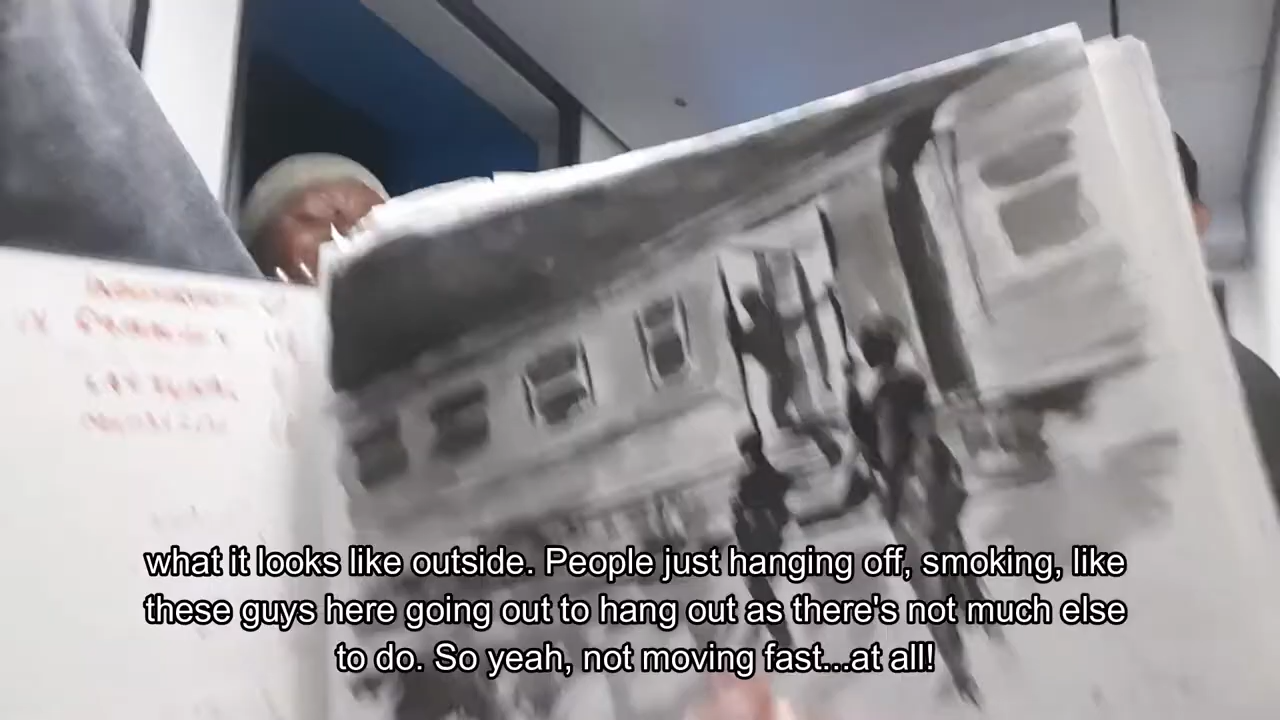 what it looks like outside. People just hanging off, smoking, like
these guys here going out to hang out as there's not much else
to do. So yeah, not moving fast...at all!